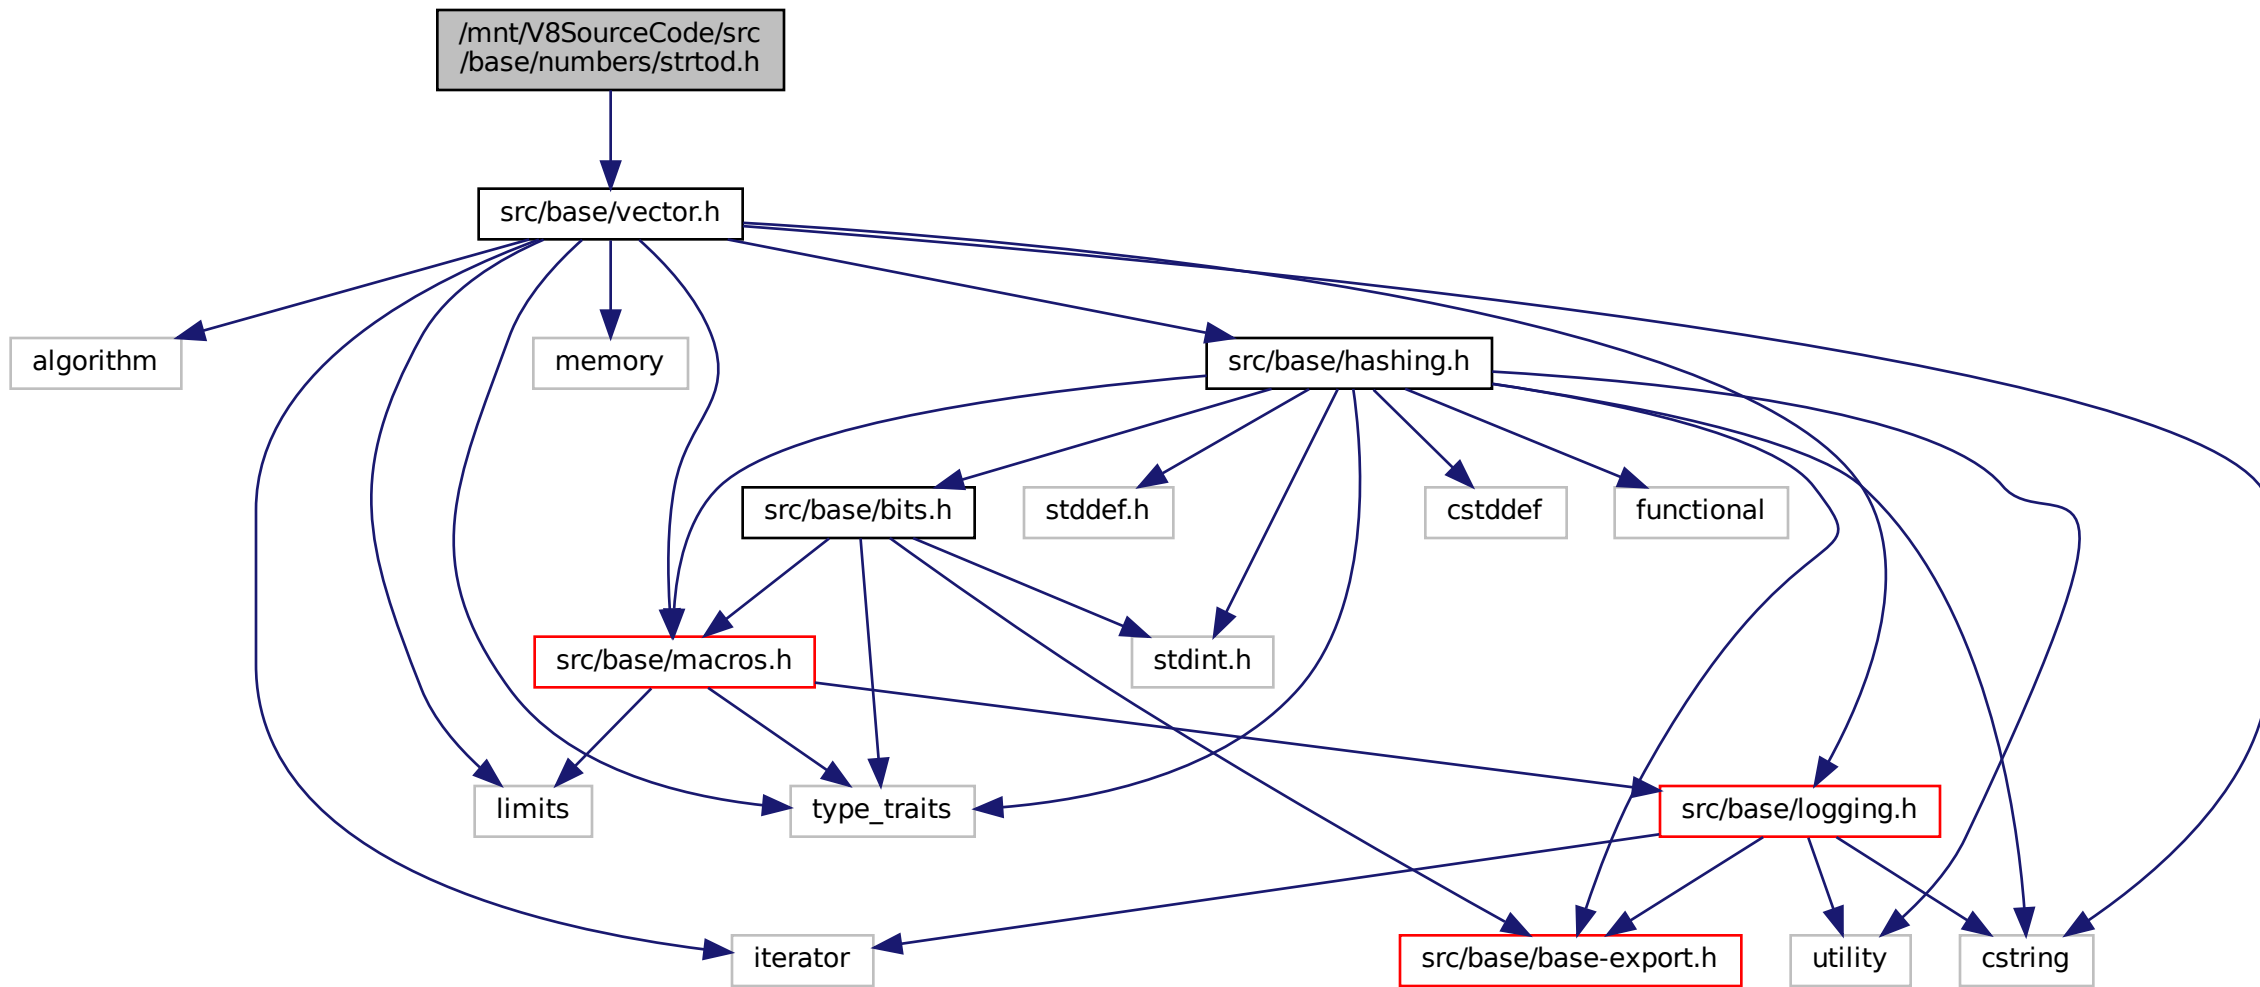 /mnt/V8SourceCode/src
/base/numbers/strtod.h
src/base/vector.h
algorithm
memory
src/base/hashing.h
src/base/bits.h
stddef.h
cstddef
functional
src/base/macros.h
stdint.h
limits
type_traits
src/base/logging.h
iterator
src/base/base-export.h
utility
cstring